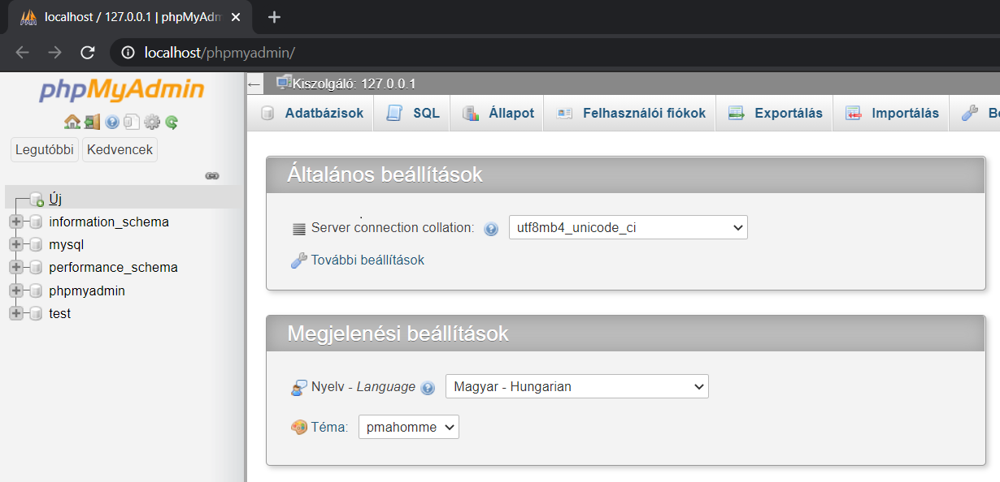 localhost / 127.0.0.1 | phpMyAdm
localhost/phpmyadmin/
phpMyAdmin
Legutóbbi Kedvencek
Új
information_schema
mysql
performance_schema
phpmyadmin
test
Kiszolgáló: 127.0.0.1
Adatbázisok SQL Állapot Felhasználói fiókok Exportálás Importálás
Általános beállítások
Server connection collation: utf8mb4_unicode_ci
További beállítások
Megjelenési beállítások
Nyelv - Language Magyar - Hungarian
Téma: pmahomme